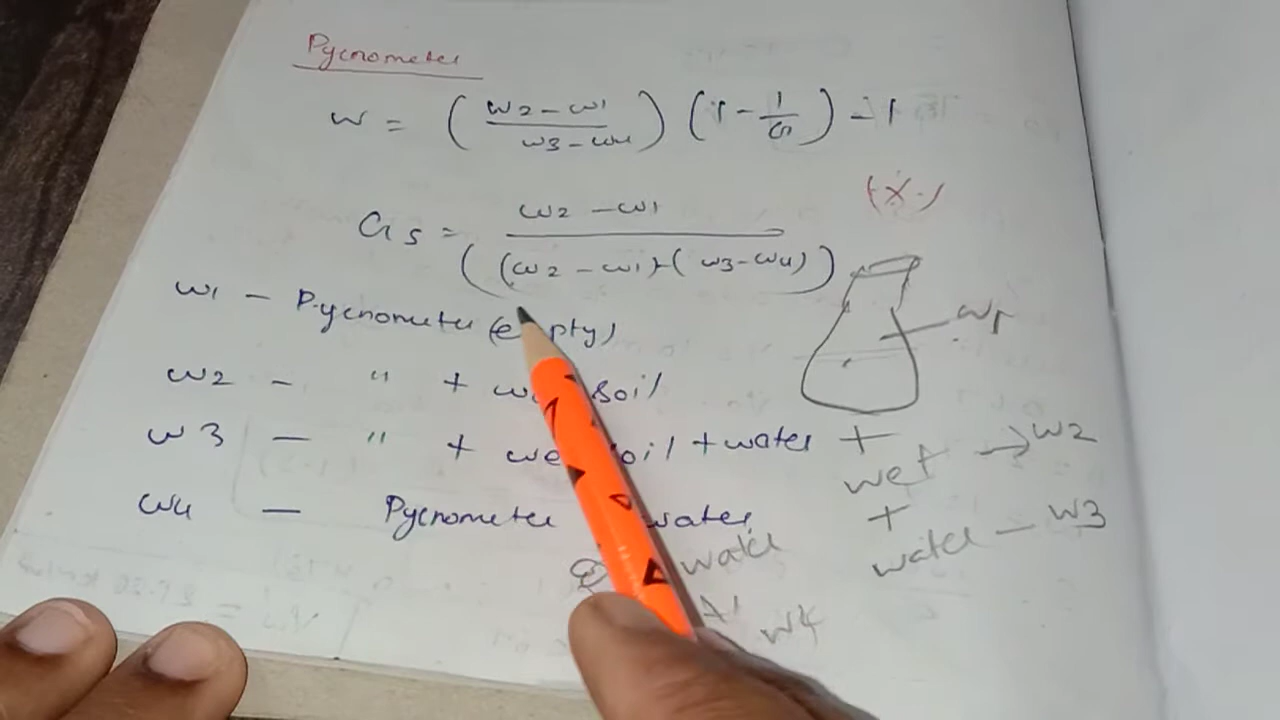 Pycnometer
w = ( w2 - w1 / w3 - w4 ) ( 1 - 1/G ) - 1
(x.)
Gs = w2 - w1 / ( (w2 - w1) - ( w3 - w4) )
w1 - Pycnometer (empty)
w1
w2 - " + soil
w3 - " + + water
+
wet → w2
w4 - Pycnometer water
+
water - w3
water
w4